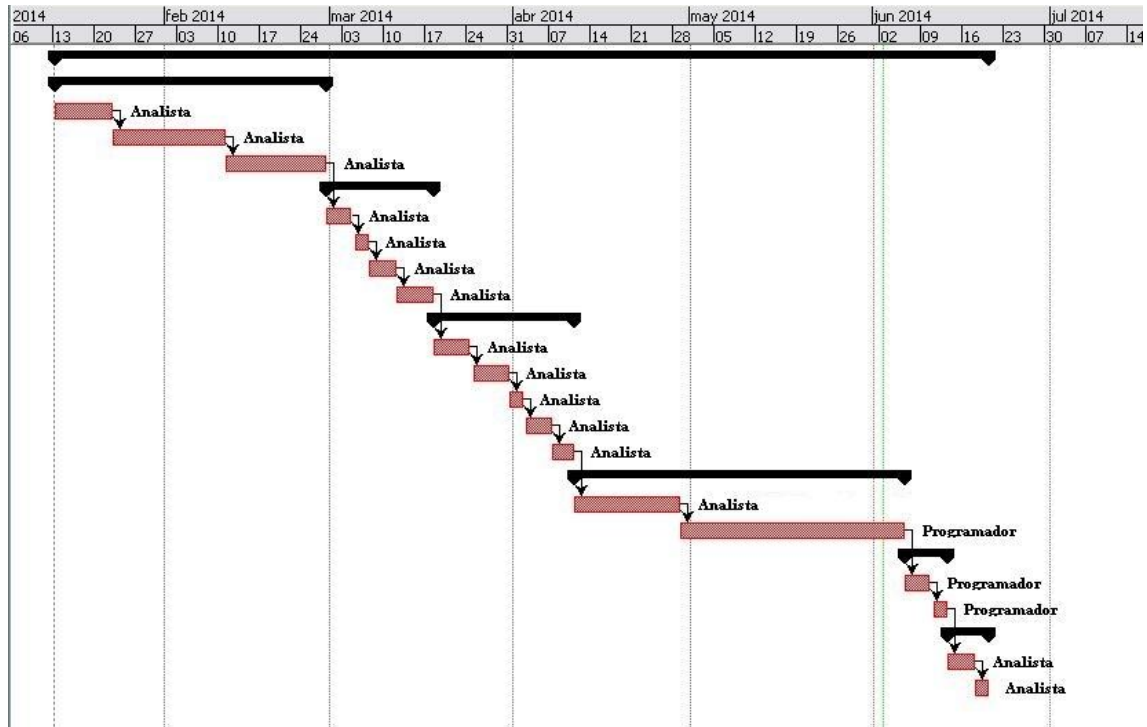 2014 feb 2014 mar 2014 abr 2014 may 2014 jun 2014 jul 2014
06 13 20 27 03 10 17 24 03 10 17 24 31 07 14 21 28 05 12 19 26 02 09 16 23 30 07 14
Analista
Analista
Analista
Analista
Analista
Analista
Analista
Analista
Analista
Analista
Analista
Analista
Analista
Programador
Programador
Programador
Analista
Analista